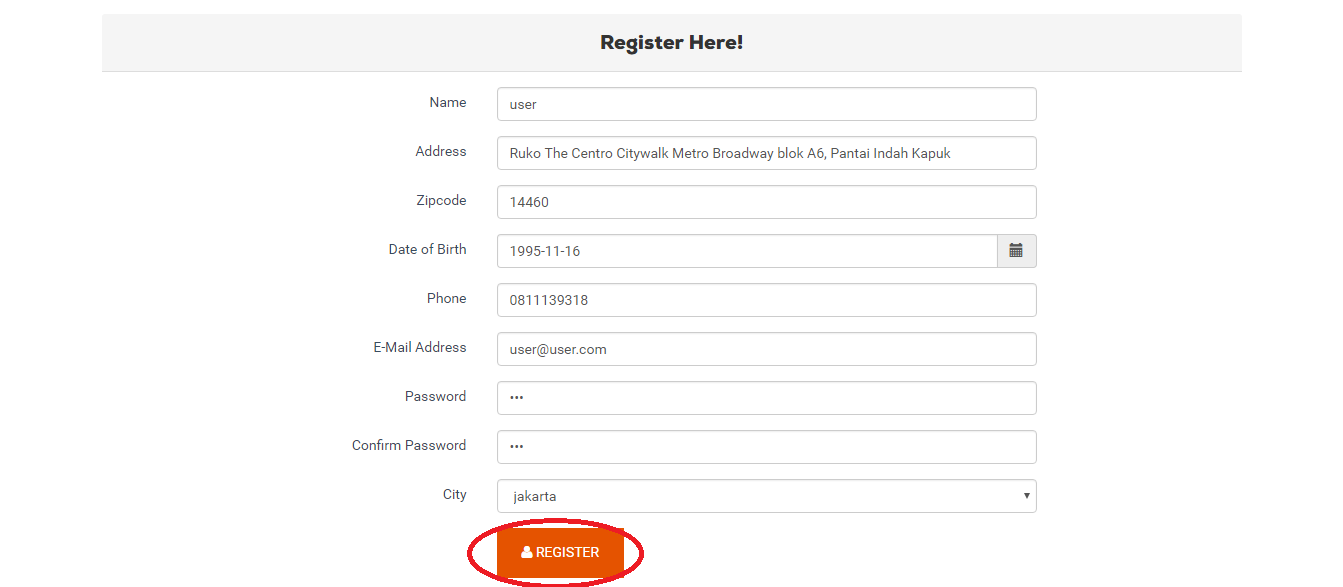 Register Here!
Name user
Address Ruko The Centro Citywalk Metro Broadway blok A6, Pantai Indah Kapuk
Zipcode 14460
Date of Birth 1995-11-16
Phone 0811139318
E-Mail Address user@user.com
Password •••
Confirm Password •••
City jakarta
REGISTER